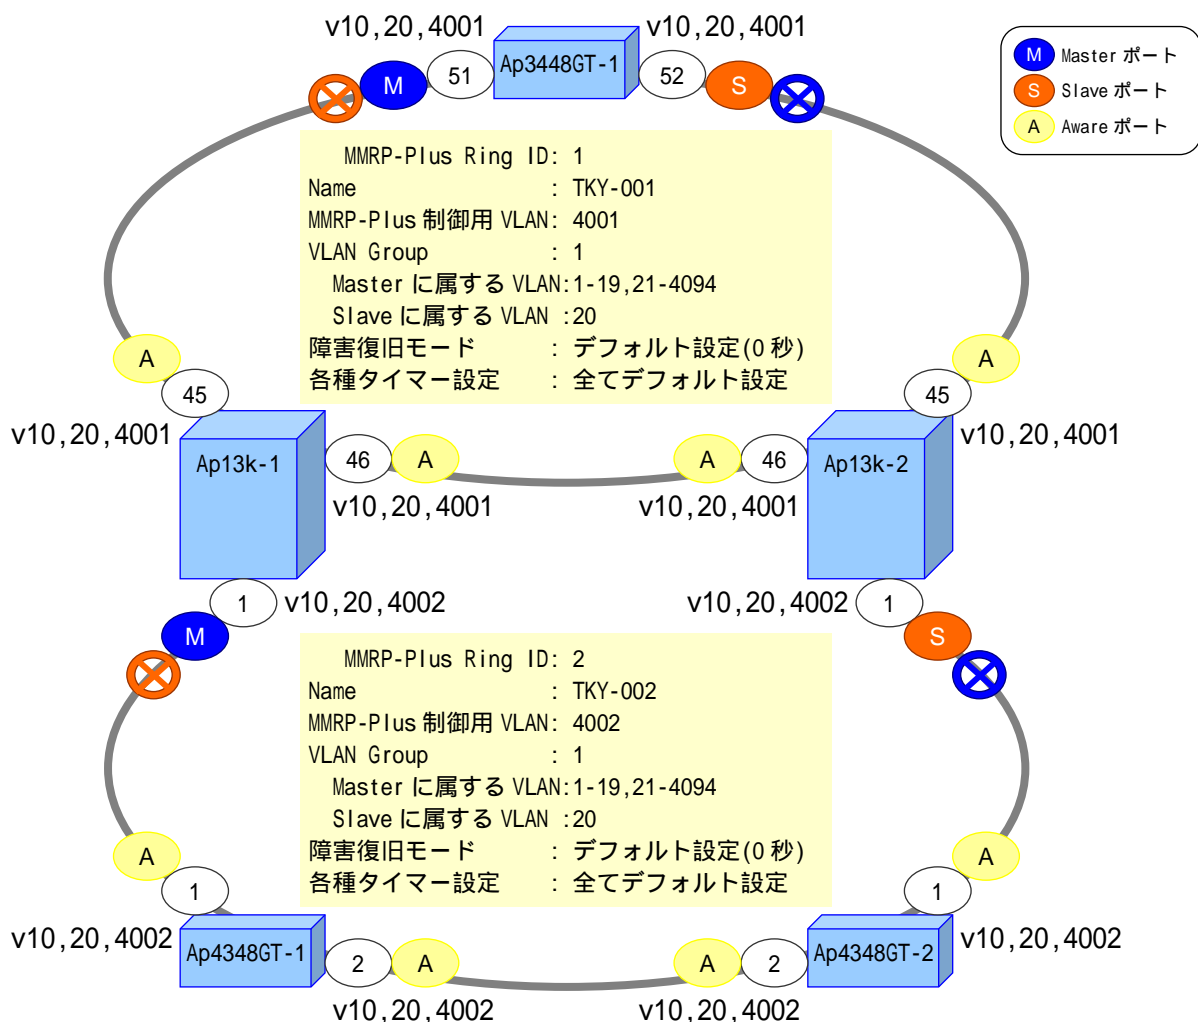 v10,20,4001
v10,20,4001
M
51
Ap3448GT-1
52
S
M Master ポート
S Slave ポート
A Aware ポート
MMRP-Plus Ring ID: 1
Name : TKY-001
MMRP-Plus 制御用 VLAN: 4001
VLAN Group : 1
Master に属する VLAN:1-19,21-4094
Slave に属する VLAN :20
障害復旧モード : デフォルト設定(0 秒)
各種タイマー設定 : 全てデフォルト設定
A
45
v10,20,4001
Ap13k-1
46
A
v10,20,4001
A
45
v10,20,4001
A
46
Ap13k-2
v10,20,4001
1
v10,20,4002
M
v10,20,4002
1
S
MMRP-Plus Ring ID: 2
Name : TKY-002
MMRP-Plus 制御用 VLAN: 4002
VLAN Group : 1
Master に属する VLAN:1-19,21-4094
Slave に属する VLAN :20
障害復旧モード : デフォルト設定(0 秒)
各種タイマー設定 : 全てデフォルト設定
A
1
v10,20,4002
Ap4348GT-1
2
A
v10,20,4002
A
1
v10,20,4002
A
2
Ap4348GT-2
v10,20,4002